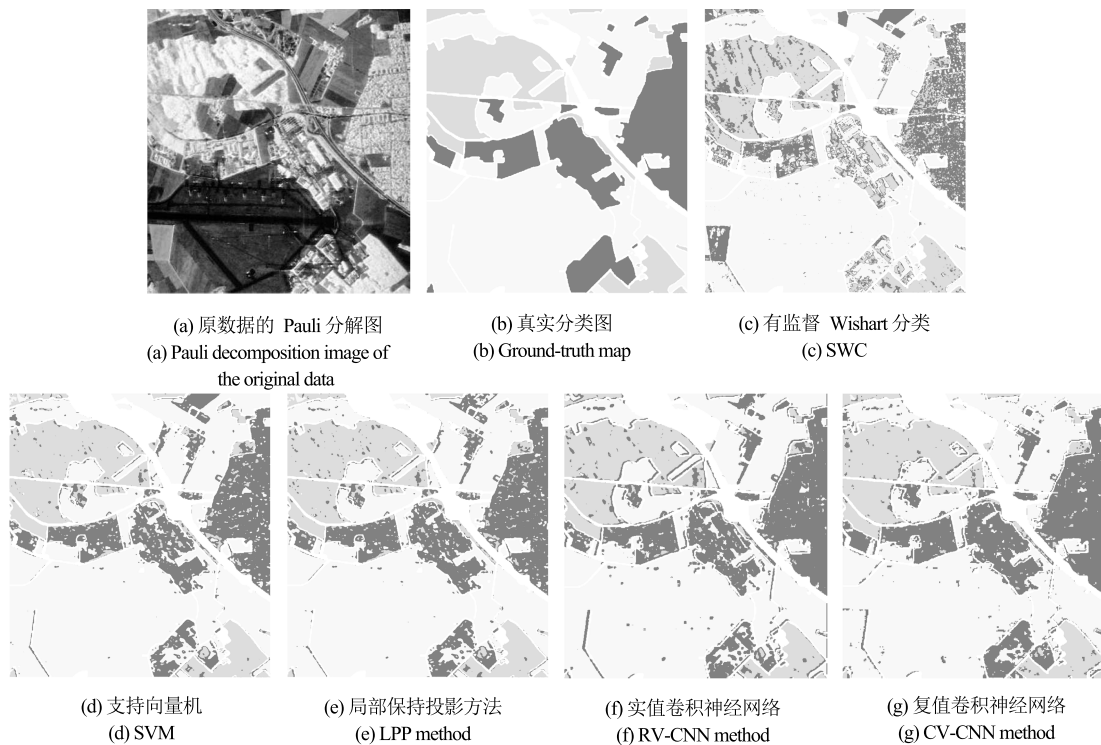 (a) 原数据的 Pauli 分解图
(a) Pauli decomposition image of
the original data
(b) 真实分类图
(b) Ground-truth map
(c) 有监督 Wishart 分类
(c) SWC
(d) 支持向量机
(d) SVM
(e) 局部保持投影方法
(e) LPP method
(f) 实值卷积神经网络
(f) RV-CNN method
(g) 复值卷积神经网络
(g) CV-CNN method